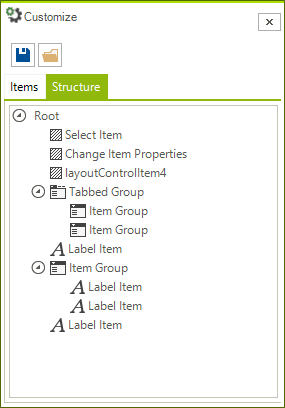 Customize
Items Structure
Root
Select Item
Change Item Properties
layoutControlItem4
Tabbed Group
Item Group
Item Group
A Label Item
Item Group
A Label Item
A Label Item
A Label Item